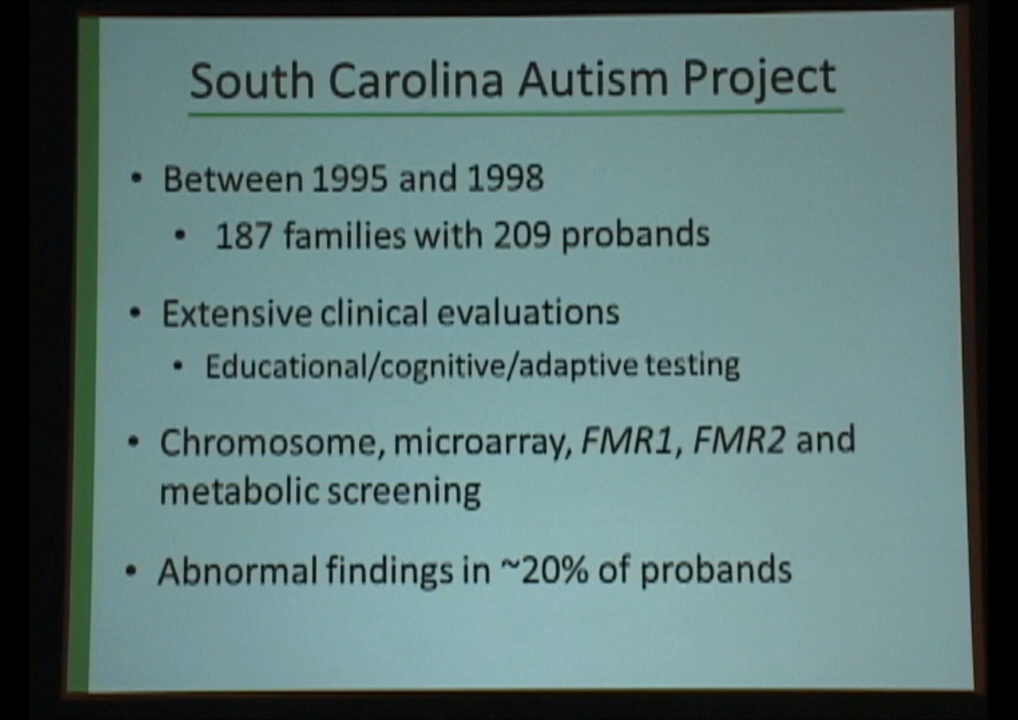 South Carolina Autism Project
• Between 1995 and 1998
• 187 families with 209 probands
• Extensive clinical evaluations
• Educational/cognitive/adaptive testing
• Chromosome, microarray, FMR1, FMR2 and
metabolic screening
• Abnormal findings in ~20% of probands